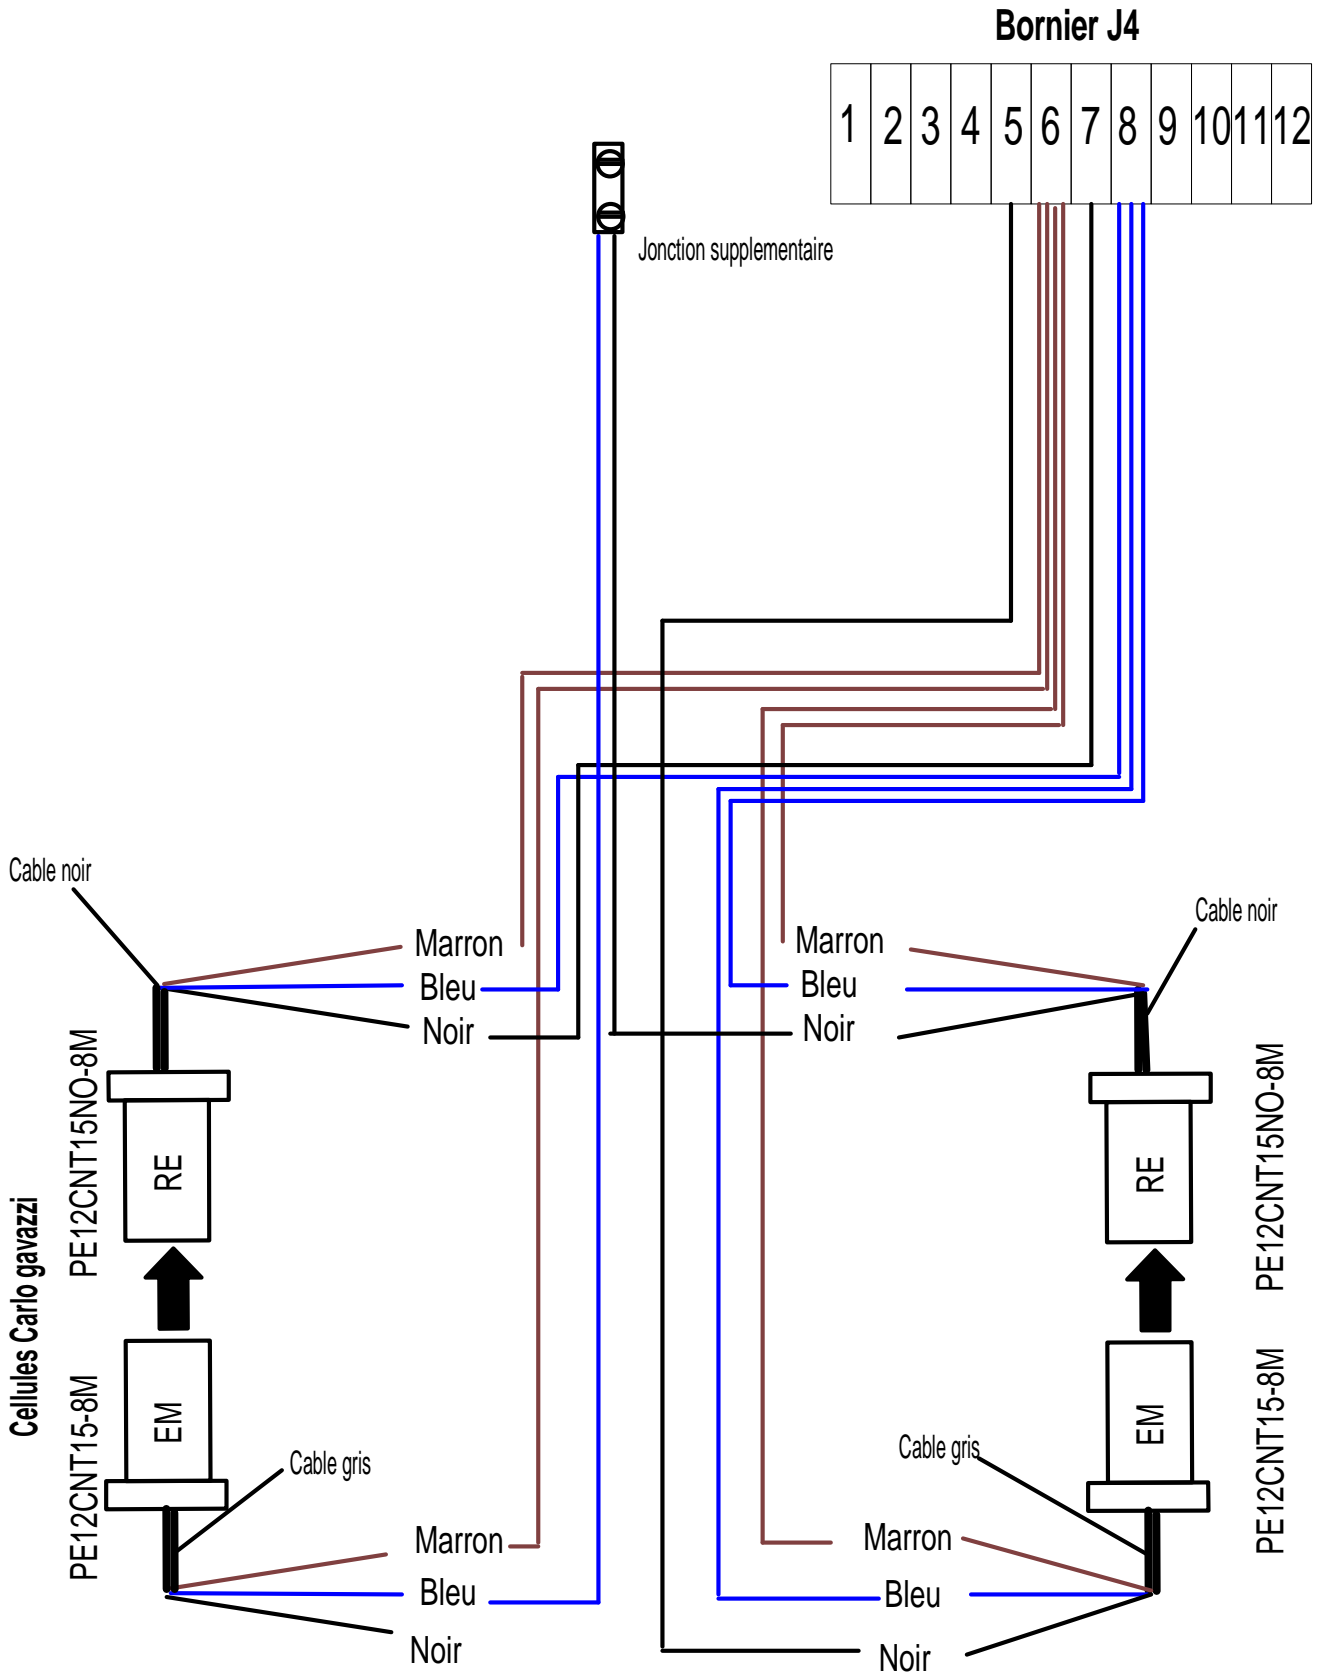 Bornier J4
1 2 3 4 5 6 7 8 9 10 11 12
Jonction supplementaire
Cable noir
Marron
Bleu
Noir
Marron
Bleu
Noir
Cable noir
PE12CNT15NO-8M
RE
RE
PE12CNT15NO-8M
Cellules Carlo gavazzi
PE12CNT15-8M
EM
EM
PE12CNT15-8M
Cable gris
Cable gris
Marron
Bleu
Noir
Marron
Bleu
Noir